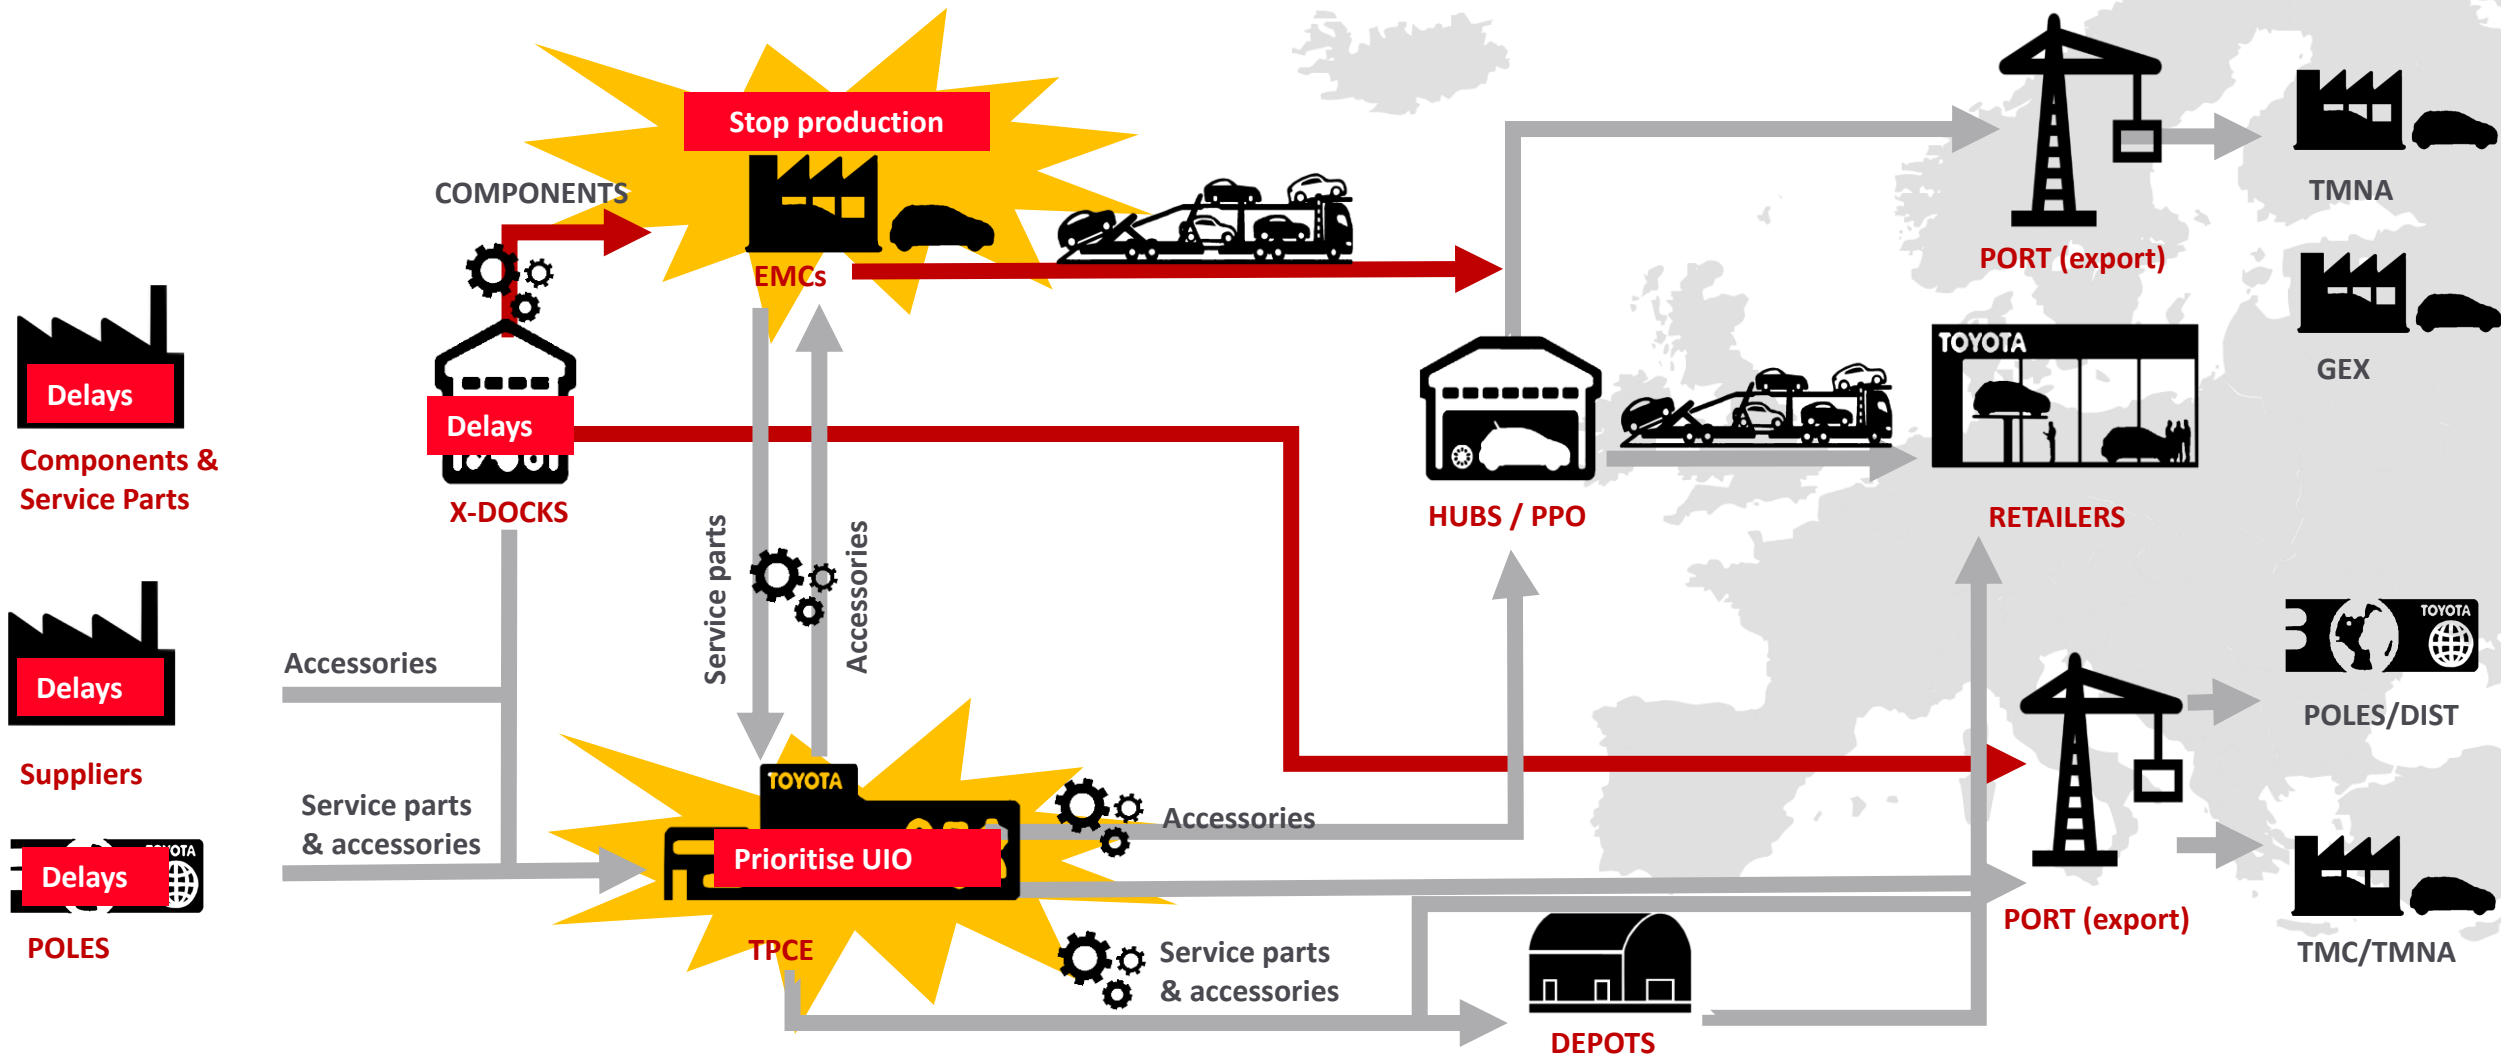 Stop production
COMPONENTS
EMCs
PORT (export)
TMNA
GEX
Delays
Components &
Service Parts
Delays
X-DOCKS
TOYOTA
HUBS / PPO
RETAILERS
Service parts
Accessories
Accessories
Delays
Suppliers
Service parts
& accessories
TOYOTA
Delays
POLES
TOYOTA
Prioritise UIO
TPCE
Accessories
Service parts
& accessories
DEPOTS
TOYOTA
POLES/DIST
PORT (export)
TMC/TMNA